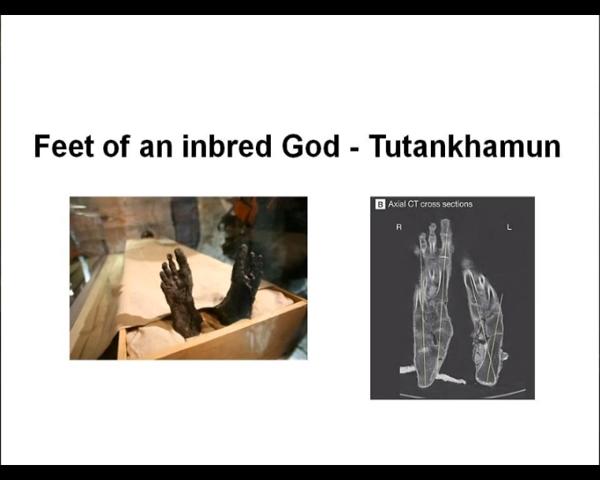 Feet of an inbred God - Tutankhamun
B Axial CT cross sections
R L